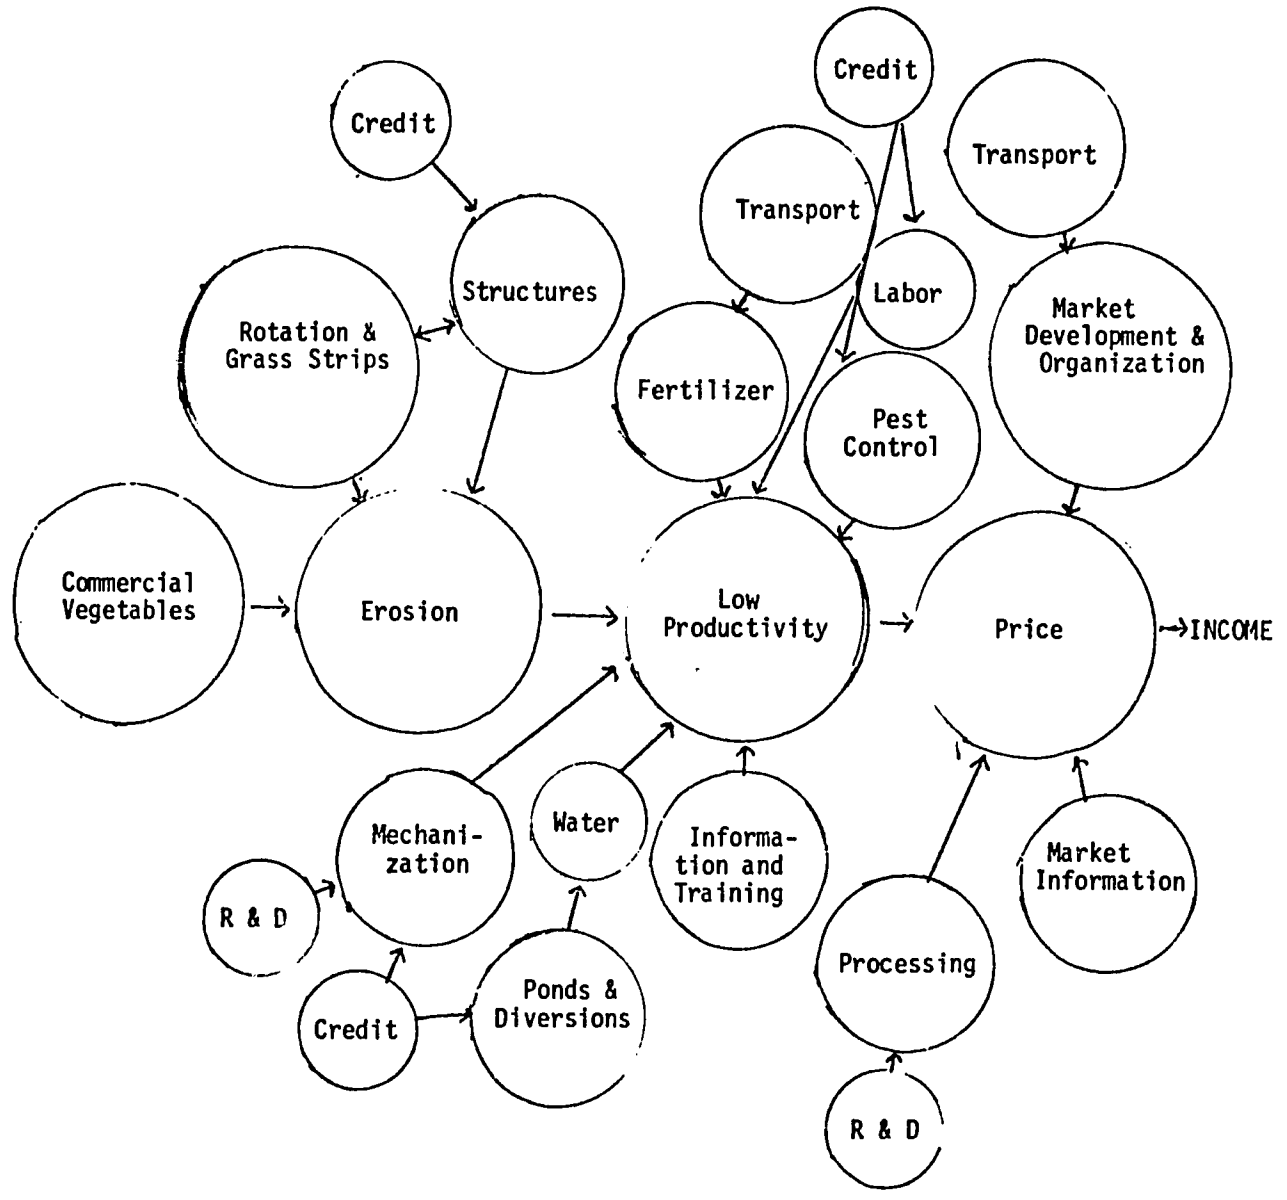 Credit
Credit
Transport
Transport
Structures
Labor
Rotation &
Grass Strips
Market
Development &
Organization
Fertilizer
Pest
Control
Commercial
Vegetables
Erosion
Low
Productivity
Price
INCOME
Mechani-
zation
Water
Informa-
tion and
Training
Market
Information
R & D
Processing
Credit
Ponds &
Diversions
R & D